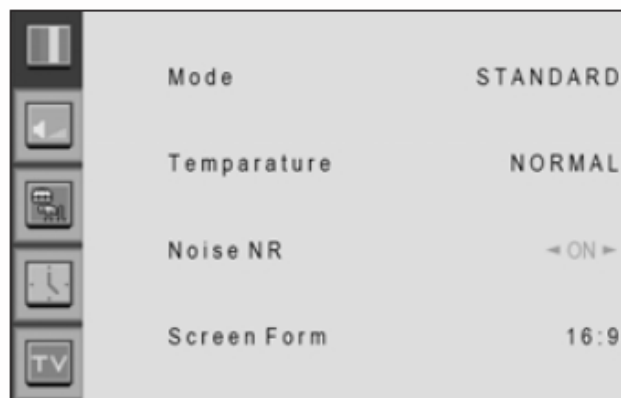 Mode STANDARD
Temparature NORMAL
Noise NR ◄ ON ►
Screen Form 16:9
TV